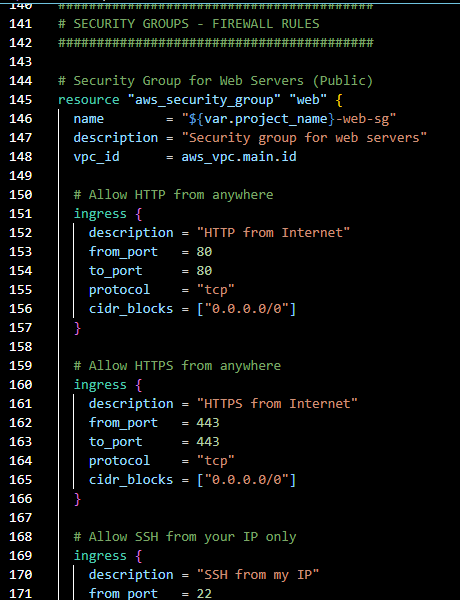 140 ##########################################
141 # SECURITY GROUPS - FIREWALL RULES
142 ##########################################
143
144 # Security Group for Web Servers (Public)
145 resource "aws_security_group" "web" {
146   name        = "${var.project_name}-web-sg"
147   description = "Security group for web servers"
148   vpc_id      = aws_vpc.main.id
149
150   # Allow HTTP from anywhere
151   ingress {
152     description = "HTTP from Internet"
153     from_port   = 80
154     to_port     = 80
155     protocol    = "tcp"
156     cidr_blocks = ["0.0.0.0/0"]
157   }
158
159   # Allow HTTPS from anywhere
160   ingress {
161     description = "HTTPS from Internet"
162     from_port   = 443
163     to_port     = 443
164     protocol    = "tcp"
165     cidr_blocks = ["0.0.0.0/0"]
166   }
167
168   # Allow SSH from your IP only
169   ingress {
170     description = "SSH from my IP"
171     from_port   = 22